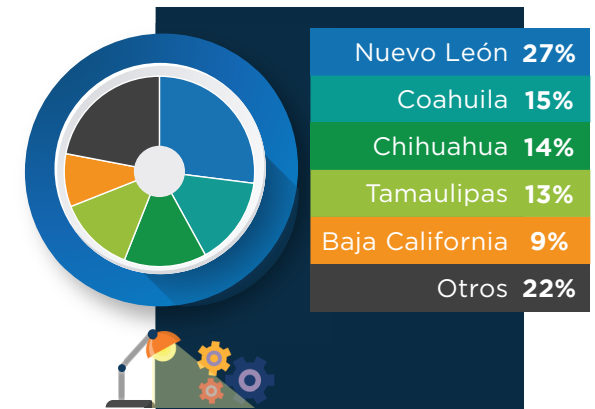 Nuevo León 27%
Coahuila 15%
Chihuahua 14%
Tamaulipas 13%
Baja California 9%
Otros 22%